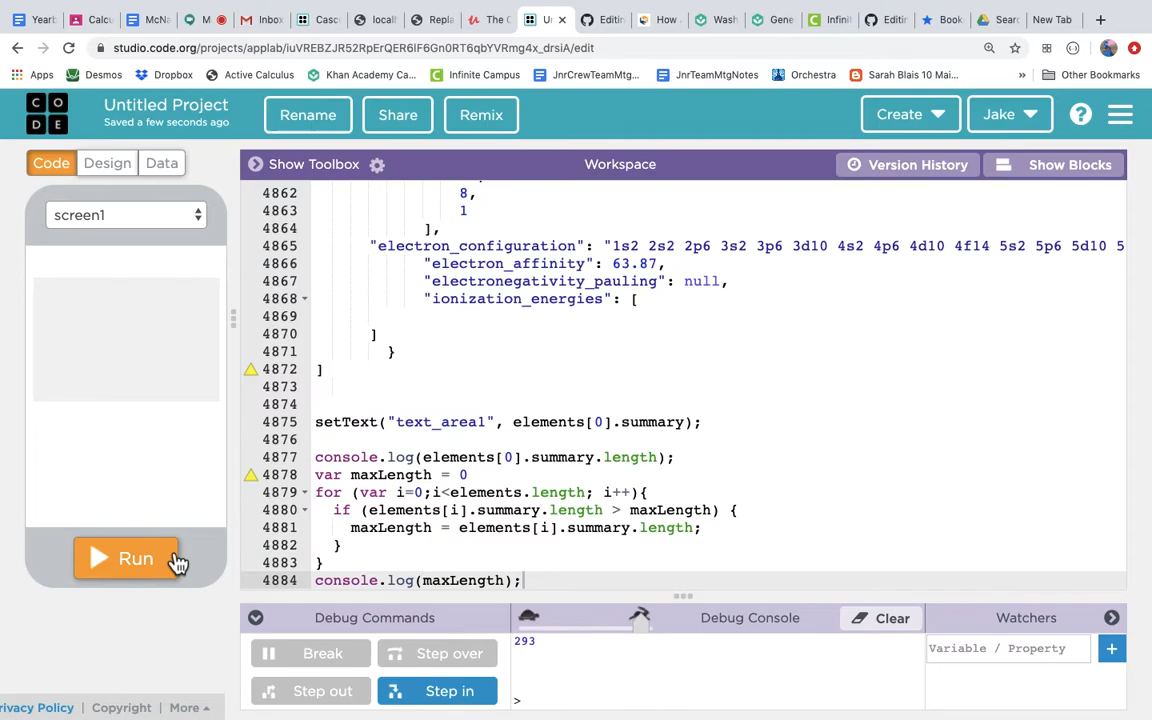 Yearb
Calcu
McNa
M
Inbox
Casc
locall
Repla
The C
Ur
Editin
How
Wash
Gene
Infinit
Editin
Book
Searc
New Tab
studio.code.org/projects/applab/iuVREBZJR52RpErQER6lF6Gn0RT6qbYVRmg4x_drsiA/edit
Apps
Desmos
Dropbox
Active Calculus
Khan Academy Ca...
Infinite Campus
JnrCrewTeamMtg...
JnrTeamMtgNotes
Orchestra
Sarah Blais 10 Mai...
»
Other Bookmarks
CODE
Untitled Project
Saved a few seconds ago
Rename
Share
Remix
Create
Jake
?
Code
Design
Data
Show Toolbox
Workspace
Version History
Show Blocks
screen1
Run
4862 8,
4863 1
4864 ],
4865 "electron_configuration": "1s2 2s2 2p6 3s2 3p6 3d10 4s2 4p6 4d10 4f14 5s2 5p6 5d10 5
4866 "electron_affinity": 63.87,
4867 "electronegativity_pauling": null,
4868 "ionization_energies": [
4869
4870 ]
4871 }
4872 ]
4873
4874
4875 setText("text_area1", elements[0].summary);
4876
4877 console.log(elements[0].summary.length);
4878 var maxLength = 0
4879 for (var i=0;i<elements.length; i++){
4880 if (elements[i].summary.length > maxLength) {
4881 maxLength = elements[i].summary.length;
4882 }
4883 }
4884 console.log(maxLength);
Debug Commands
Debug Console
Clear
Watchers
Break
Step over
Step out
Step in
293
>
Variable / Property
+
rivacy Policy
Copyright
More